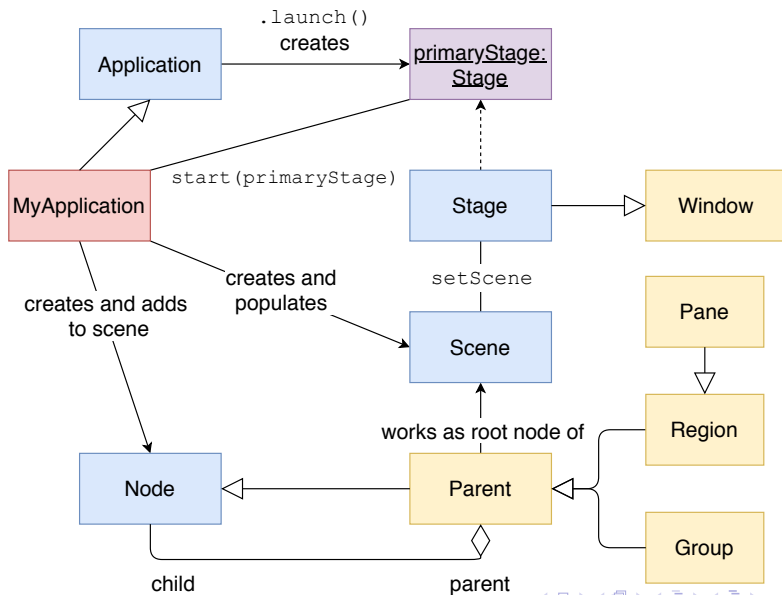 .launch()
creates
Application
primaryStage:
Stage
start(primaryStage)
MyApplication
Stage
Window
creates and
populates
setScene
creates and adds
to scene
Pane
Scene
works as root node of
Region
Node
Parent
Group
child
parent